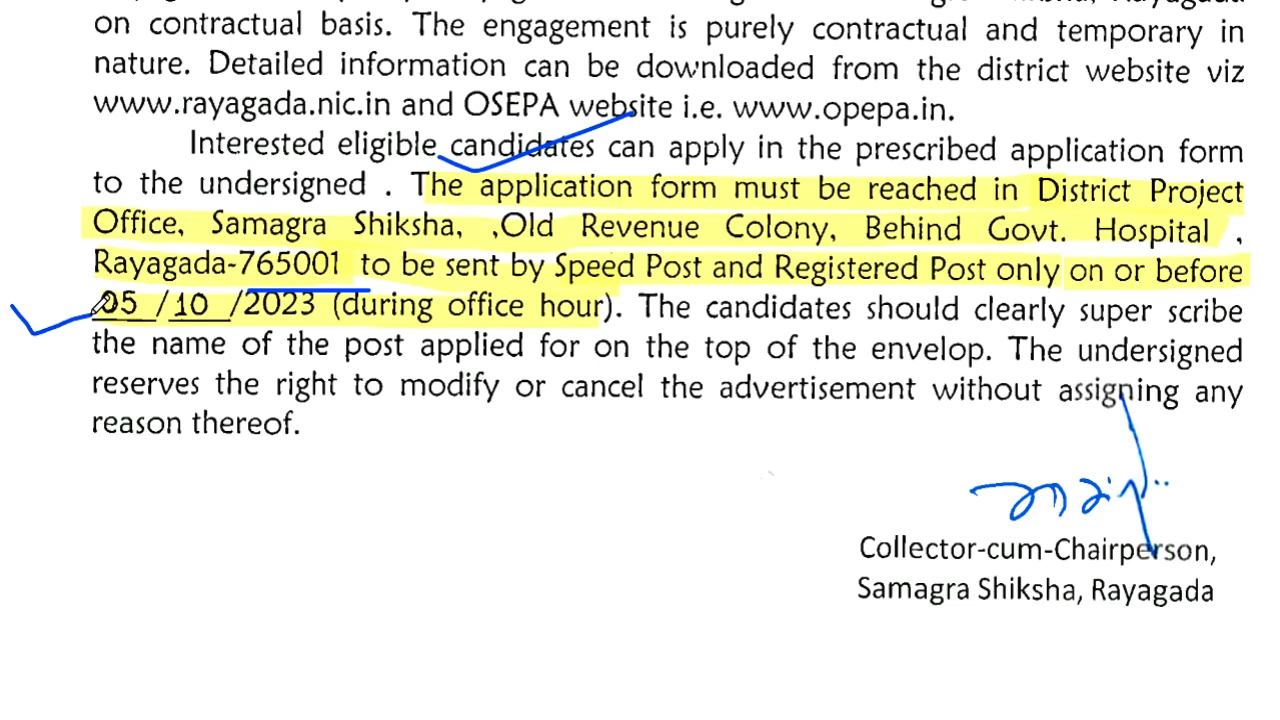 on contractual basis. The engagement is purely contractual and temporary in
nature. Detailed information can be downloaded from the district website viz
www.rayagada.nic.in and OSEPA website i.e. www.opepa.in.
Interested eligible candidates can apply in the prescribed application form
to the undersigned . The application form must be reached in District Project
Office, Samagra Shiksha, ,Old Revenue Colony, Behind Govt. Hospital ,
Rayagada-765001 to be sent by Speed Post and Registered Post only on or before
05 /10 /2023 (during office hour). The candidates should clearly super scribe
the name of the post applied for on the top of the envelop. The undersigned
reserves the right to modify or cancel the advertisement without assigning any
reason thereof.
Collector-cum-Chairperson,
Samagra Shiksha, Rayagada